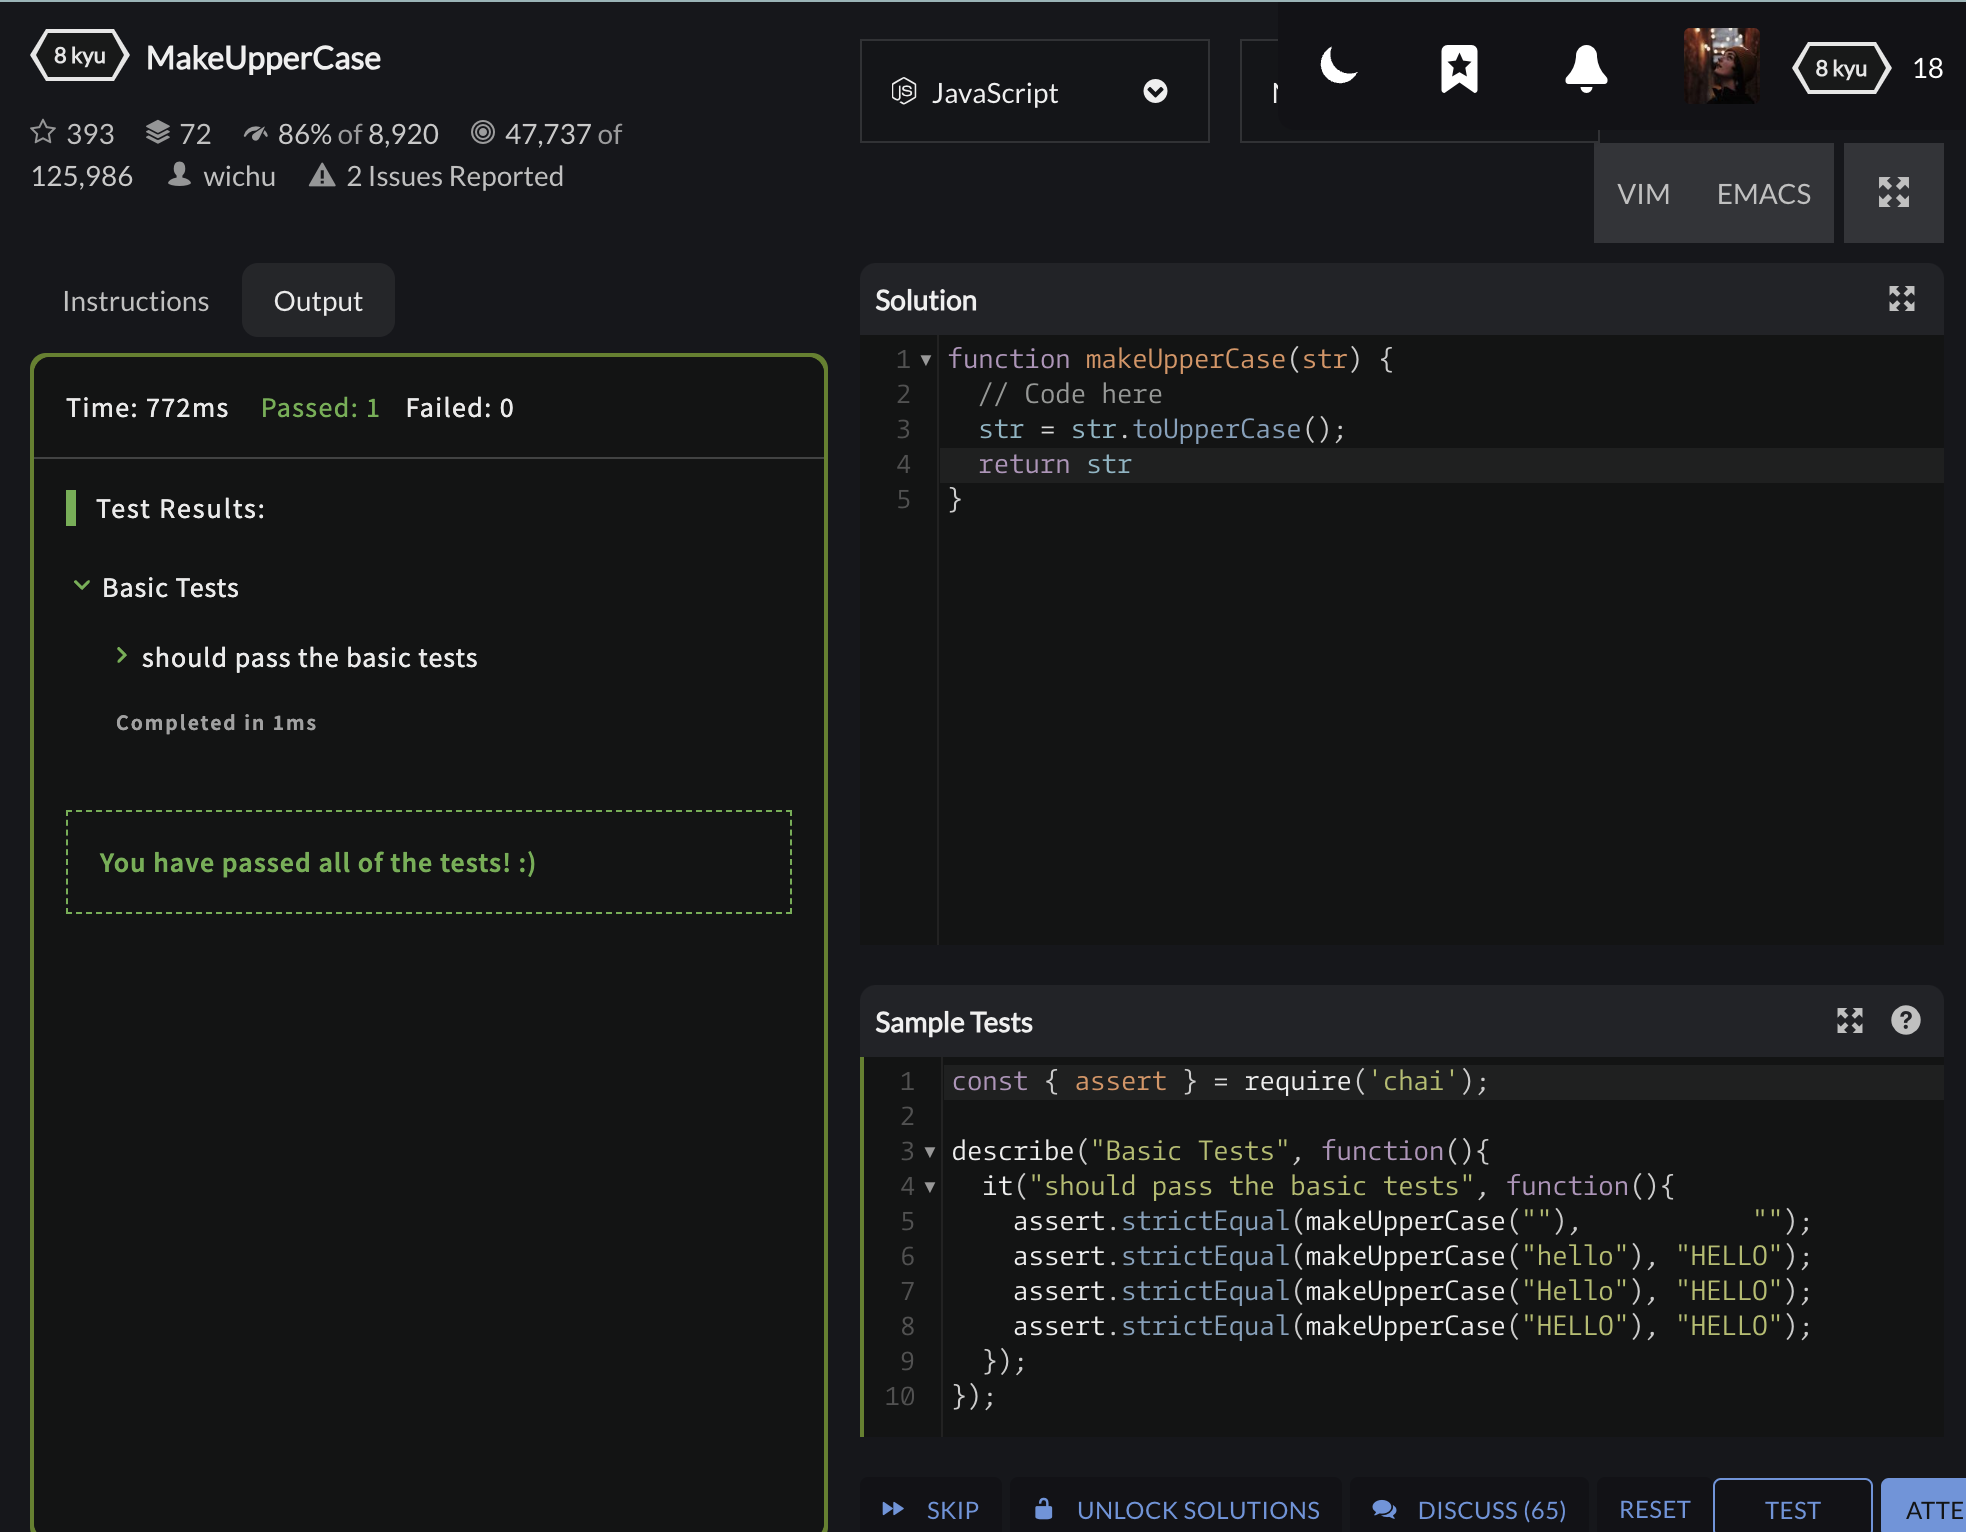 8 kyu MakeUpperCase
393 72 86% of 8,920 47,737 of
125,986 wichu 2 Issues Reported
JavaScript
8 kyu 18
VIM EMACS
Instructions Output
Time: 772ms Passed: 1 Failed: 0
Test Results:
Basic Tests
should pass the basic tests
Completed in 1ms
You have passed all of the tests! :)
Solution
1 function makeUpperCase(str) {
2 // Code here
3 str = str.toUpperCase();
4 return str
5 }
Sample Tests
1 const { assert } = require('chai');
2
3 describe("Basic Tests", function(){
4 it("should pass the basic tests", function(){
5 assert.strictEqual(makeUpperCase(""), "");
6 assert.strictEqual(makeUpperCase("hello"), "HELLO");
7 assert.strictEqual(makeUpperCase("Hello"), "HELLO");
8 assert.strictEqual(makeUpperCase("HELLO"), "HELLO");
9 });
10 });
SKIP UNLOCK SOLUTIONS DISCUSS (65) RESET TEST ATTE